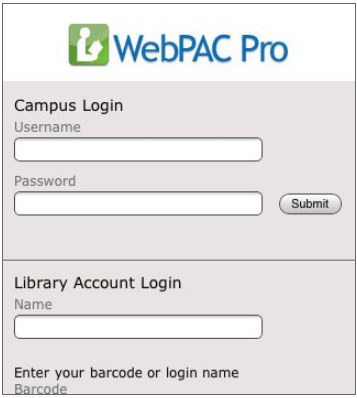 WebPAC Pro
Campus Login
Username
Password
Submit
Library Account Login
Name
Enter your barcode or login name
Barcode